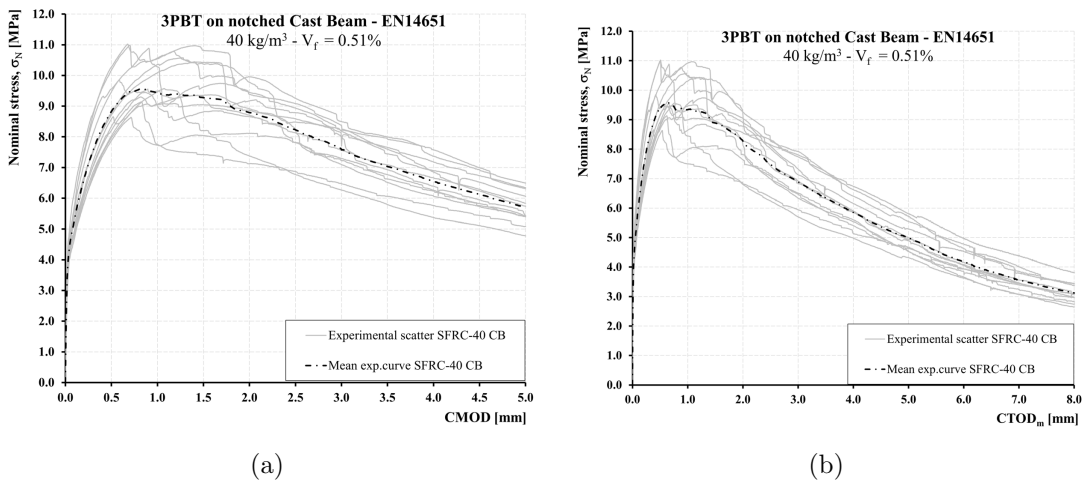 3PBT on notched Cast Beam - EN14651
40 kg/m³ - V_f = 0.51%
Nominal stress, σ_N [MPa]
12.0
11.0
10.0
9.0
8.0
7.0
6.0
5.0
4.0
3.0
2.0
1.0
0.0
Experimental scatter SFRC-40 CB
Mean exp.curve SFRC-40 CB
0.0 0.5 1.0 1.5 2.0 2.5 3.0 3.5 4.0 4.5 5.0
CMOD [mm]
(a)
3PBT on notched Cast Beam - EN14651
40 kg/m³ - V_f = 0.51%
Nominal stress, σ_N [MPa]
12.0
11.0
10.0
9.0
8.0
7.0
6.0
5.0
4.0
3.0
2.0
1.0
0.0
Experimental scatter SFRC-40 CB
Mean exp.curve SFRC-40 CB
0.0 1.0 2.0 3.0 4.0 5.0 6.0 7.0 8.0
CTOD_m [mm]
(b)